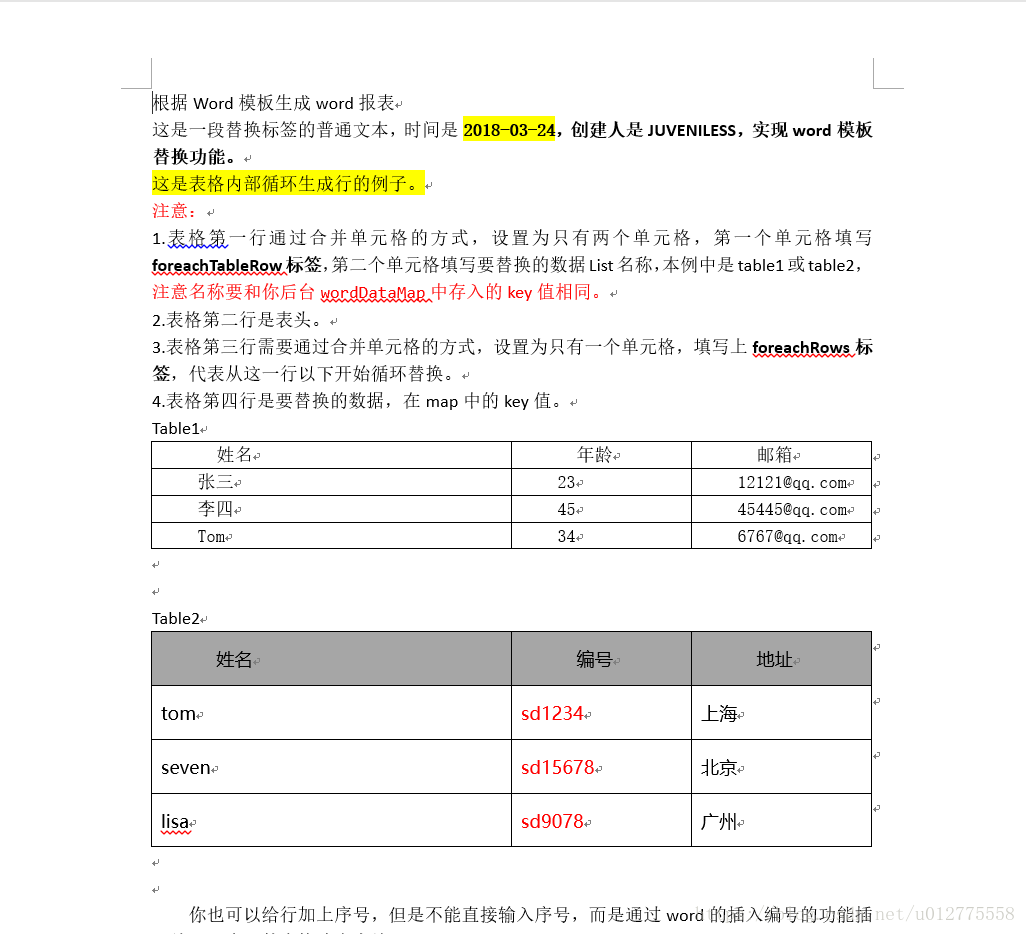 根据 Word 模板生成 word 报表
这是一段替换标签的普通文本，时间是 2018-03-24，创建人是 JUVENILESS，实现 word 模板
替换功能。
这是表格内部循环生成行的例子。
注意：
1.表格第一行通过合并单元格的方式，设置为只有两个单元格，第一个单元格填写
foreachTableRow 标签，第二个单元格填写要替换的数据 List 名称，本例中是 table1 或 table2，
注意名称要和你后台 wordDataMap 中存入的 key 值相同。
2.表格第二行是表头。
3.表格第三行需要通过合并单元格的方式，设置为只有一个单元格，填写上 foreachRows 标
签，代表从这一行以下开始循环替换。
4.表格第四行是要替换的数据，在 map 中的 key 值。
Table1
姓名 年龄 邮箱
张三 23 12121@qq.com
李四 45 45445@qq.com
Tom 34 6767@qq.com
Table2
姓名 编号 地址
tom sd1234 上海
seven sd15678 北京
lisa sd9078 广州
你也可以给行加上序号，但是不能直接输入序号，而是通过 word 的插入编号的功能插
net/u012775558